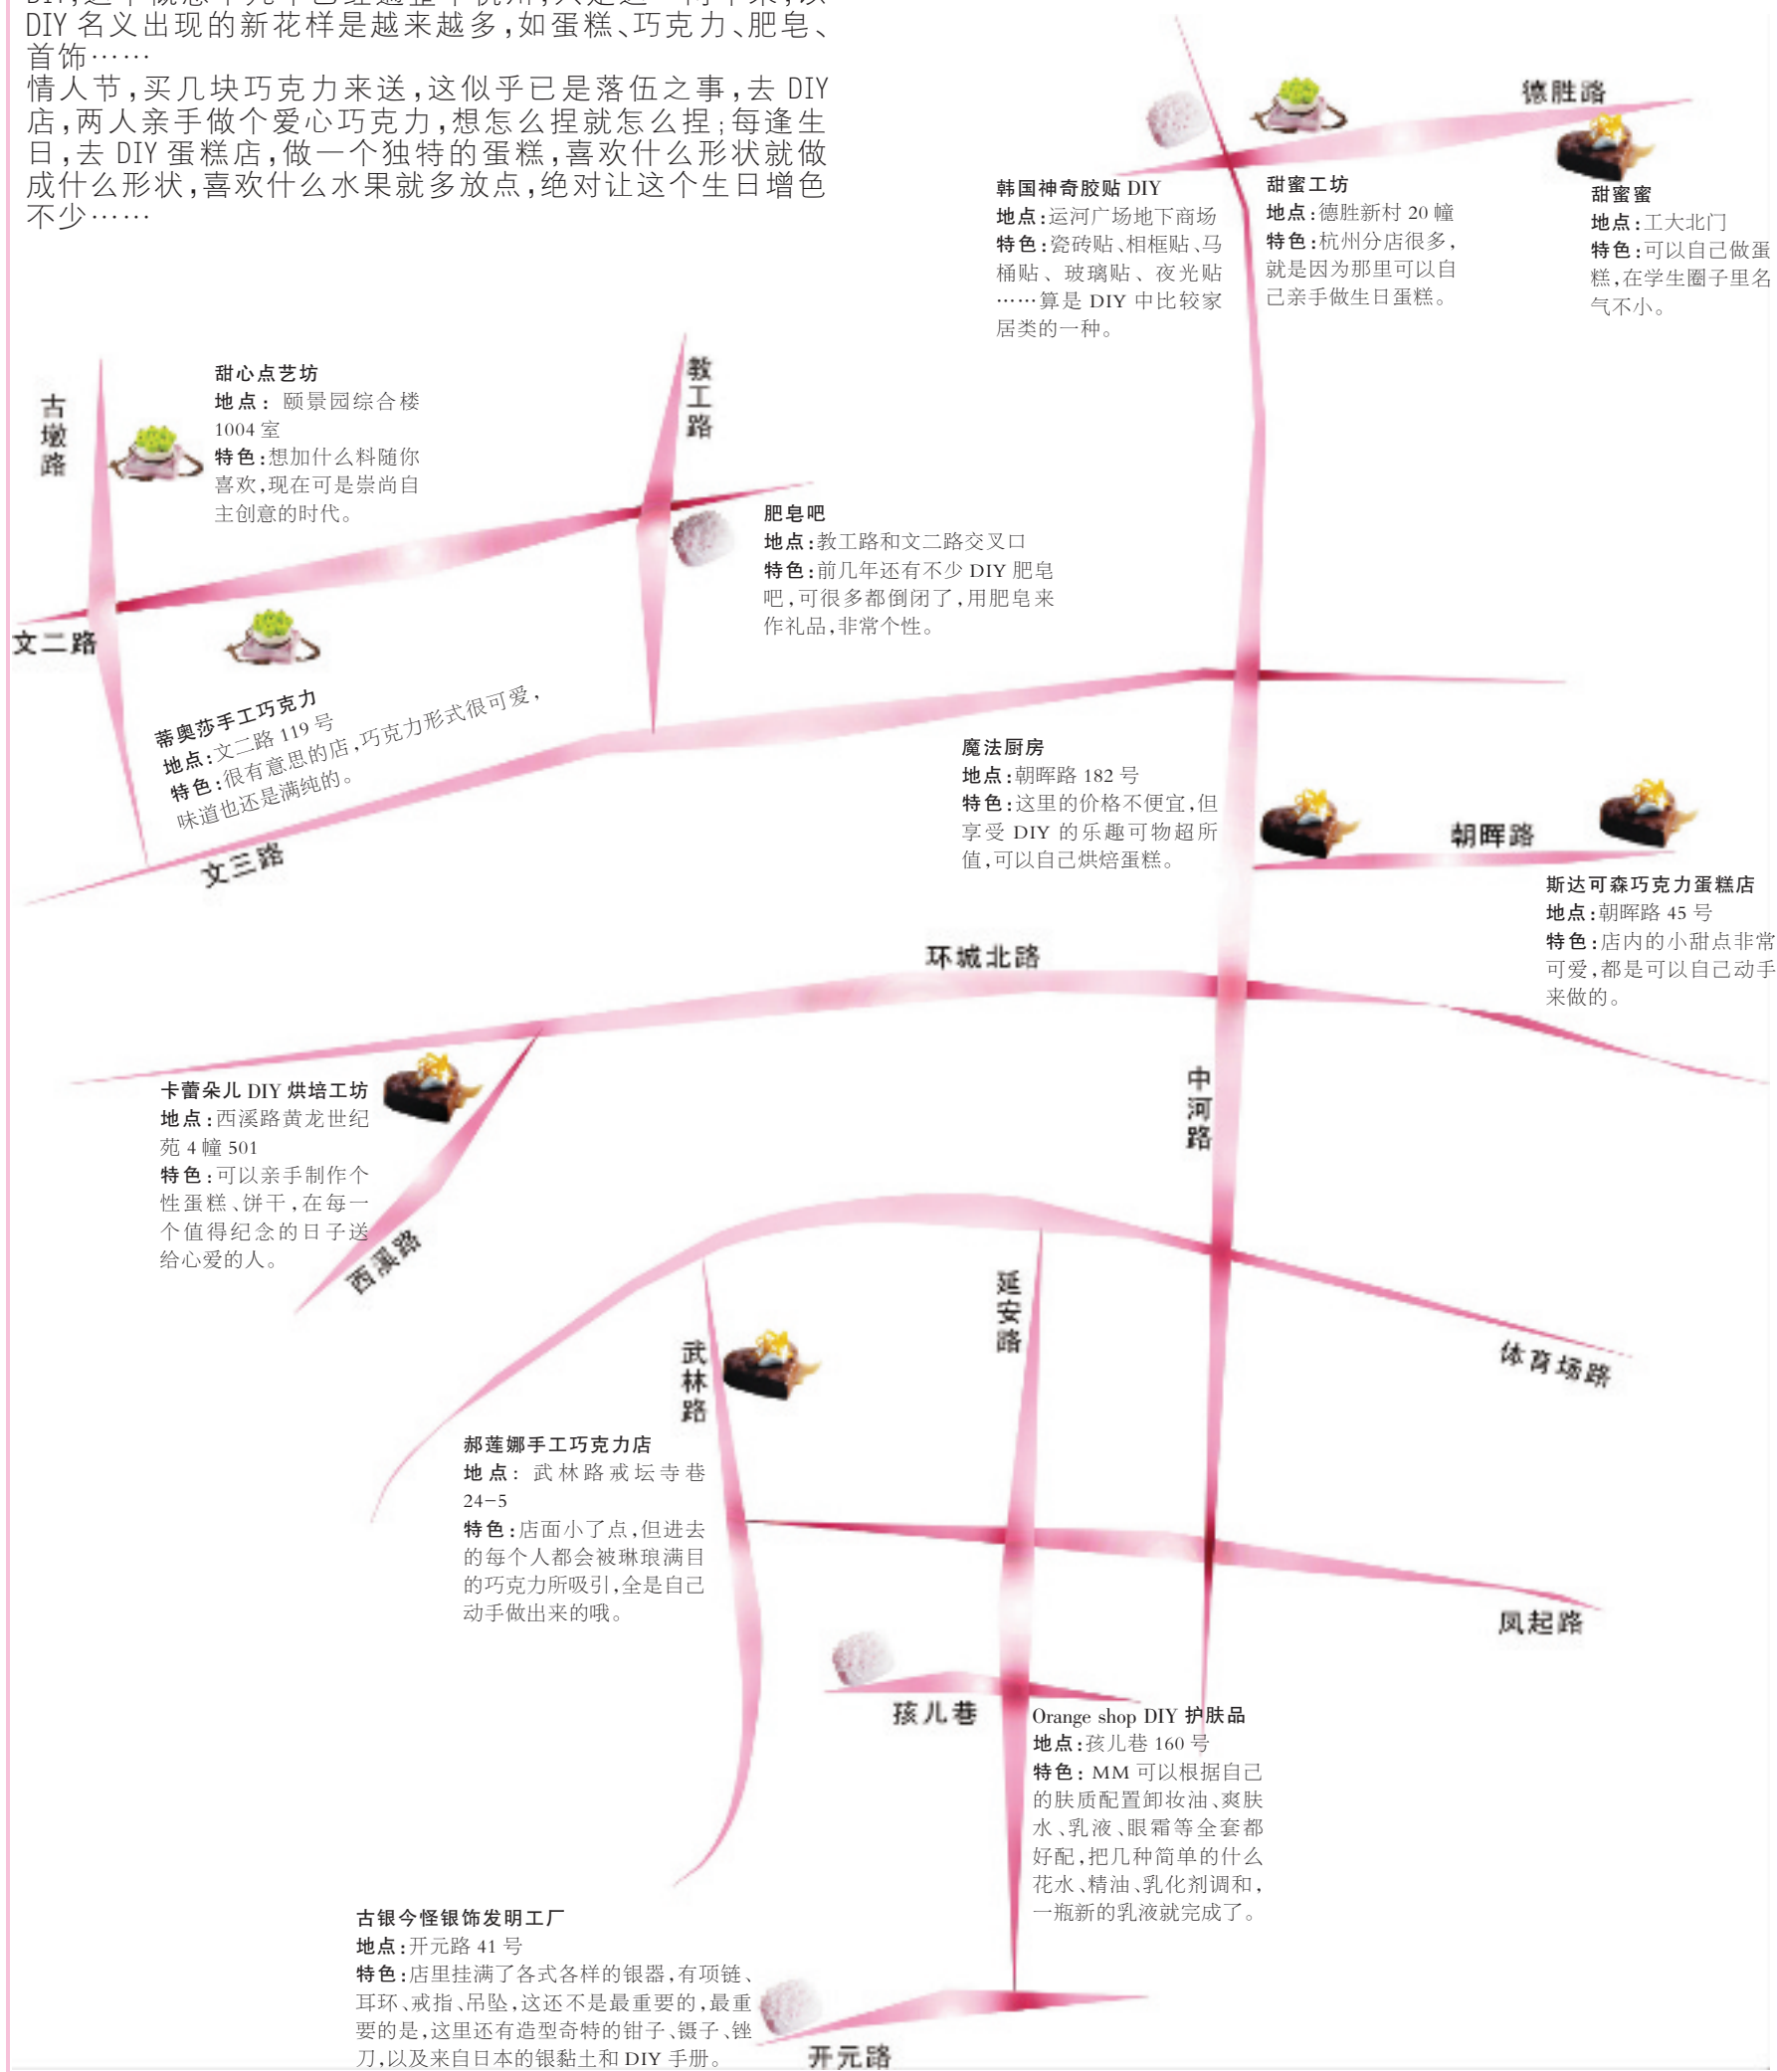 DIY 名义出现的新花样是越来越多,如蛋糕、巧克力、肥皂、
首饰……
情人节,买几块巧克力来送,这似乎已是落伍之事,去 DIY
店,两人亲手做个爱心巧克力,想怎么捏就怎么捏;每逢生
日,去 DIY 蛋糕店,做一个独特的蛋糕,喜欢什么形状就做
成什么形状,喜欢什么水果就多放点,绝对让这个生日增色
不少……
德胜路
韩国神奇胶贴 DIY
地点:运河广场地下商场
特色:瓷砖贴、相框贴、马
桶贴、玻璃贴、夜光贴
……算是 DIY 中比较家
居类的一种。
甜蜜工坊
地点:德胜新村 20 幢
特色:杭州分店很多,
就是因为那里可以自
己亲手做生日蛋糕。
甜蜜蜜
地点:工大北门
特色:可以自己做蛋
糕,在学生圈子里名
气不小。
古墩路
甜心点艺坊
地点:颐景园综合楼
1004 室
特色:想加什么料随你
喜欢,现在可是崇尚自
主创意的时代。
教工路
肥皂吧
地点:教工路和文二路交叉口
特色:前几年还有不少 DIY 肥皂
吧,可很多都倒闭了,用肥皂来
作礼品,非常个性。
文二路
蒂奥莎手工巧克力
地点:文二路 119 号
特色:很有意思的店,巧克力形式很可爱,
味道也还是满纯的。
文三路
魔法厨房
地点:朝晖路 182 号
特色:这里的价格不便宜,但
享受 DIY 的乐趣可物超所
值,可以自己烘焙蛋糕。
朝晖路
斯达可森巧克力蛋糕店
地点:朝晖路 45 号
特色:店内的小甜点非常
可爱,都是可以自己动手
来做的。
环城北路
中河路
卡蕾朵儿 DIY 烘培工坊
地点:西溪路黄龙世纪
苑 4 幢 501
特色:可以亲手制作个
性蛋糕、饼干,在每一
个值得纪念的日子送
给心爱的人。
西溪路
延安路
武林路
体育场路
郝莲娜手工巧克力店
地点:武林路戒坛寺巷
24-5
特色:店面小了点,但进去
的每个人都会被琳琅满目
的巧克力所吸引,全是自己
动手做出来的哦。
凤起路
孩儿巷
Orange shop DIY 护肤品
地点:孩儿巷 160 号
特色:MM 可以根据自己
的肤质配置卸妆油、爽肤
水、乳液、眼霜等全套都
好配,把几种简单的什么
花水、精油、乳化剂调和,
一瓶新的乳液就完成了。
古银今怪银饰发明工厂
地点:开元路 41 号
特色:店里挂满了各式各样的银器,有项链、
耳环、戒指、吊坠,这还不是最重要的,最重
要的是,这里还有造型奇特的钳子、镊子、锉
刀,以及来自日本的银黏土和 DIY 手册。
开元路